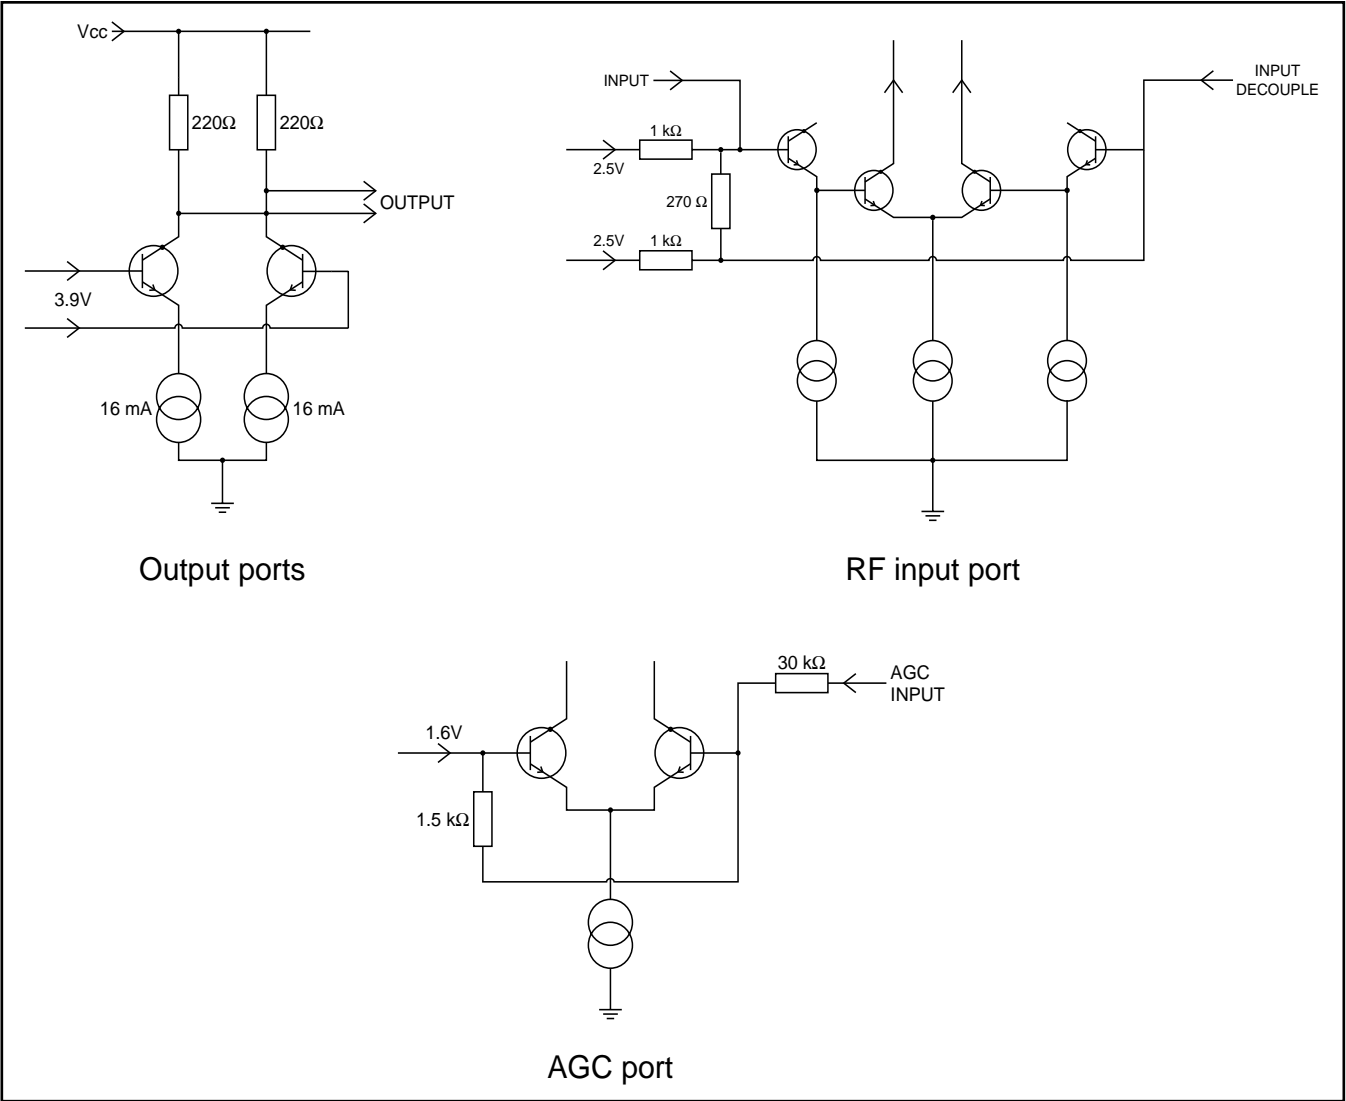 Vcc
220Ω
220Ω
OUTPUT
3.9V
16 mA
16 mA
Output ports
INPUT
INPUT
DECOUPLE
1 kΩ
2.5V
270 Ω
2.5V
1 kΩ
RF input port
30 kΩ
AGC
INPUT
1.6V
1.5 kΩ
AGC port